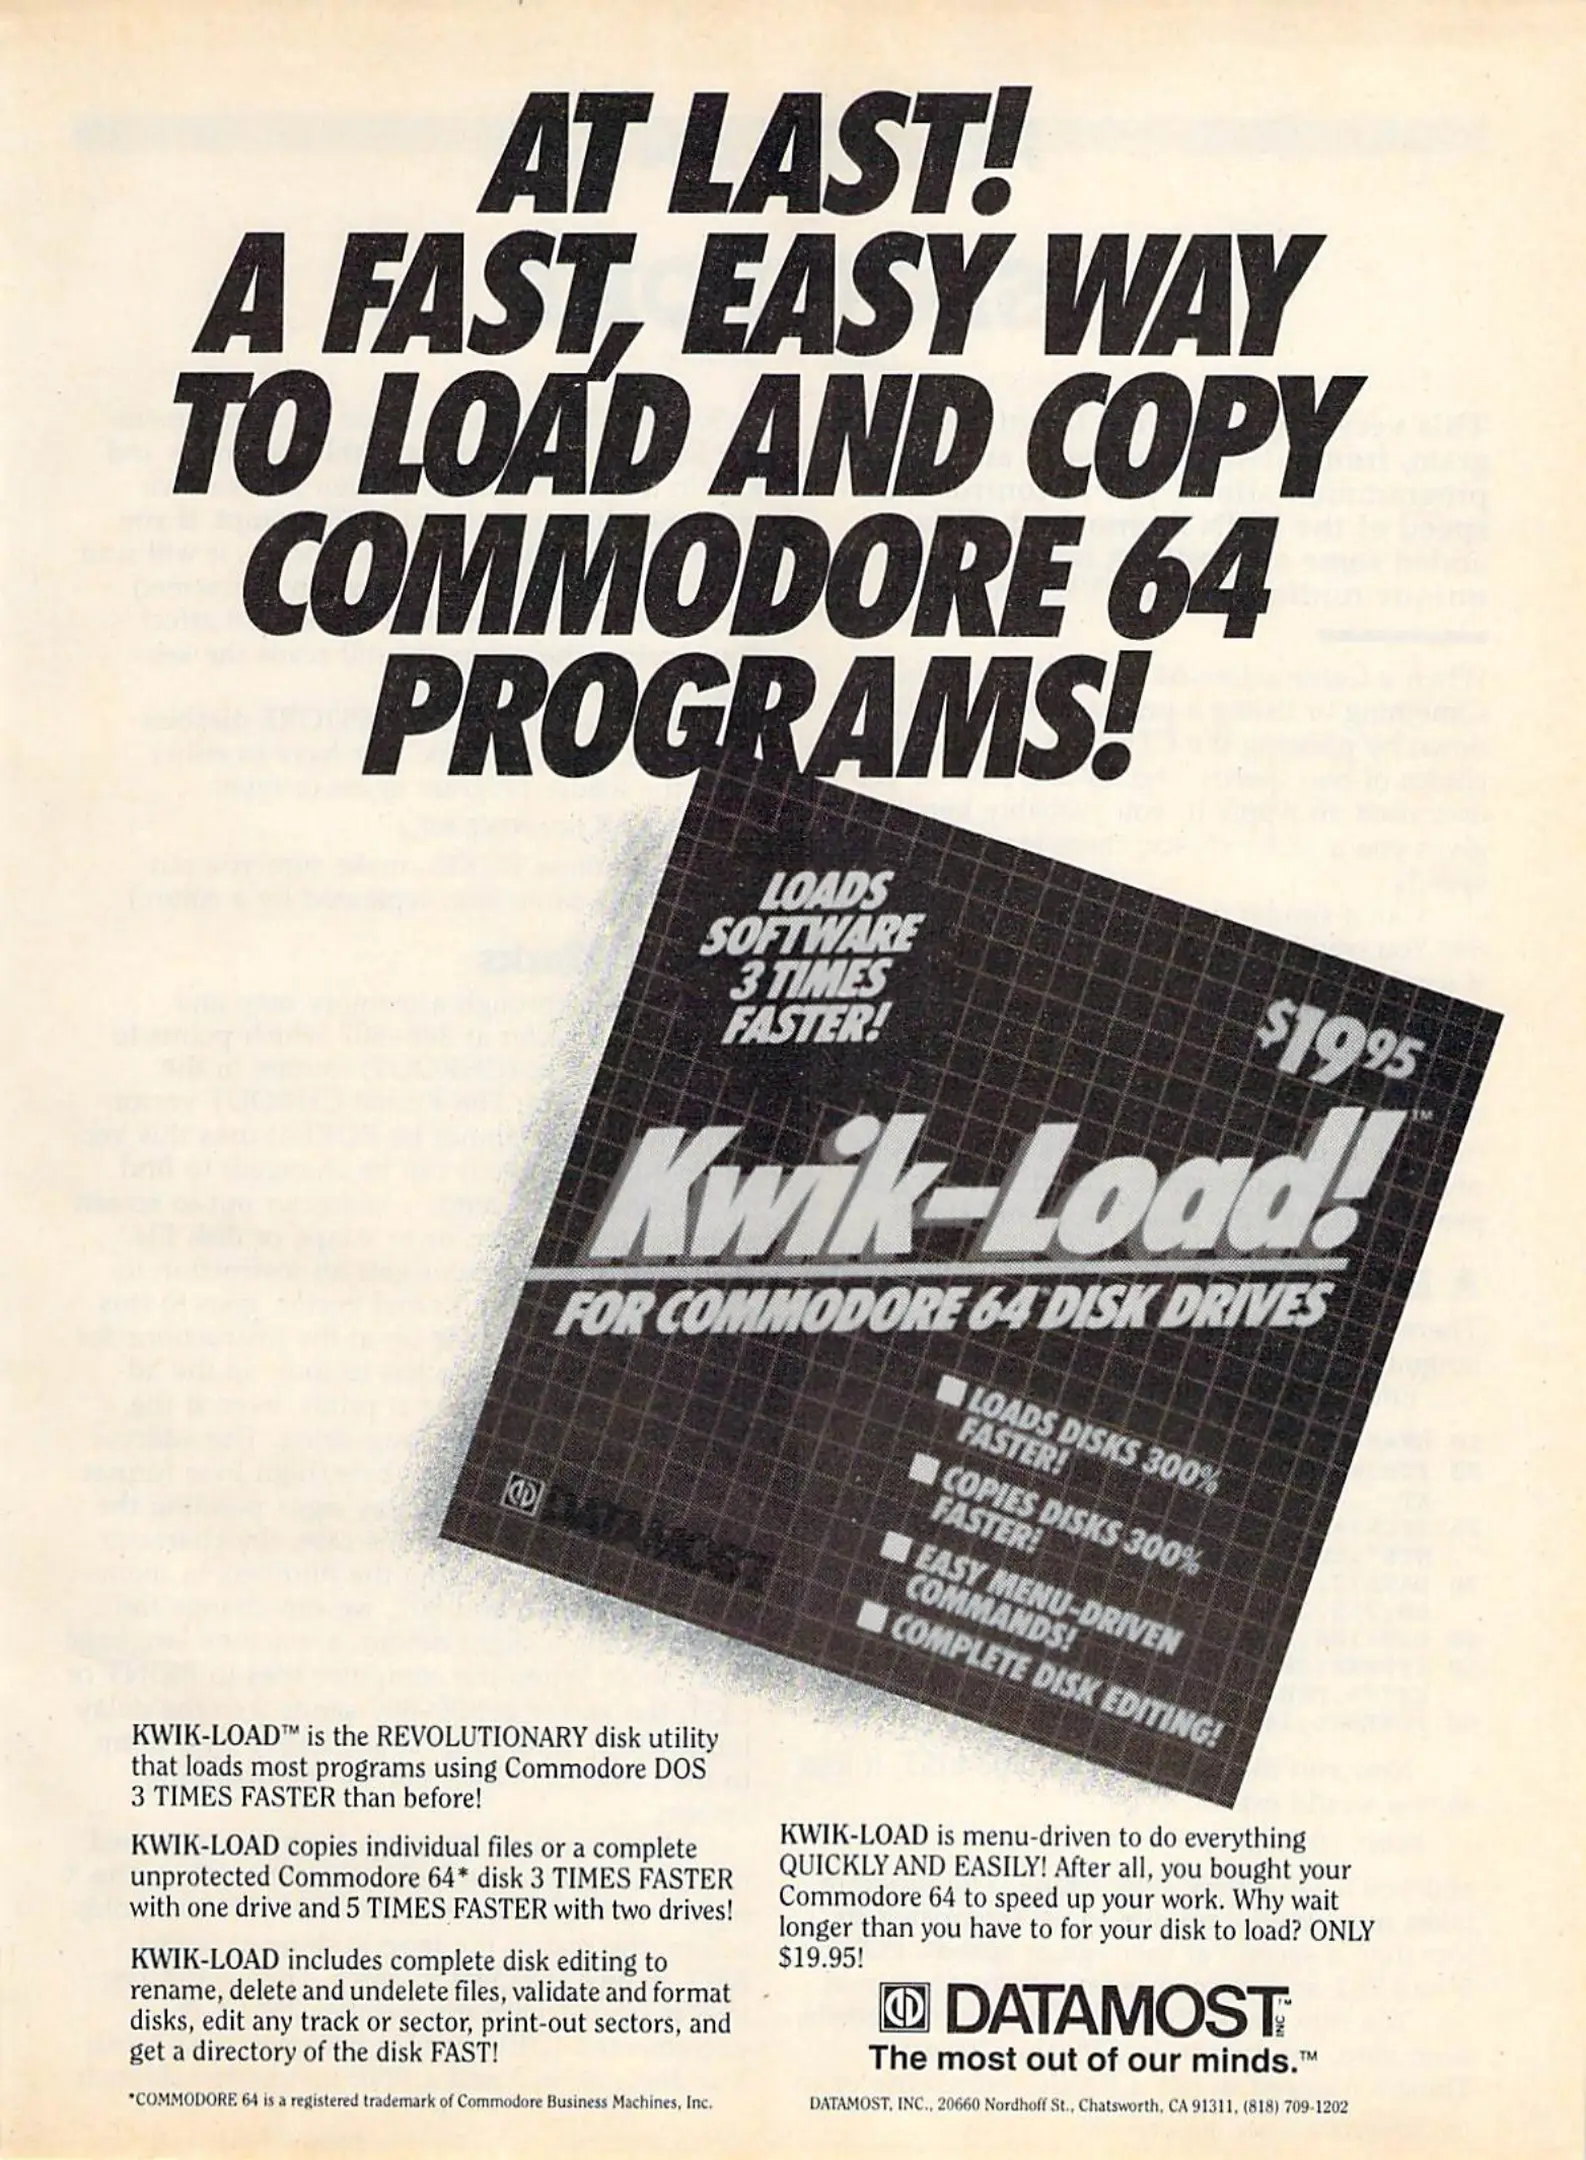 AT LAST!
A FAST, EASY WAY
TO LOAD AND COPY
COMMODORE 64
PROGRAMS!
LOADS
SOFTWARE
3 TIMES
FASTER!
$19 95
Kwik-Load!™
FOR COMMODORE 64™ DISK DRIVES
■ LOADS DISKS 300%
FASTER!
■ COPIES DISKS 300%
FASTER!
■ EASY MENU-DRIVEN
COMMANDS!
■ COMPLETE DISK EDITING!
DATAMOST
KWIK-LOAD™ is the REVOLUTIONARY disk utility
that loads most programs using Commodore DOS
3 TIMES FASTER than before!
KWIK-LOAD copies individual files or a complete
unprotected Commodore 64* disk 3 TIMES FASTER
with one drive and 5 TIMES FASTER with two drives!
KWIK-LOAD includes complete disk editing to
rename, delete and undelete files, validate and format
disks, edit any track or sector, print-out sectors, and
get a directory of the disk FAST!
*COMMODORE 64 is a registered trademark of Commodore Business Machines, Inc.
KWIK-LOAD is menu-driven to do everything
QUICKLY AND EASILY! After all, you bought your
Commodore 64 to speed up your work. Why wait
longer than you have to for your disk to load? ONLY
$19.95!
DATAMOST INC.™
The most out of our minds.™
DATAMOST, INC., 20660 Nordhoff St., Chatsworth, CA 91311, (818) 709-1202